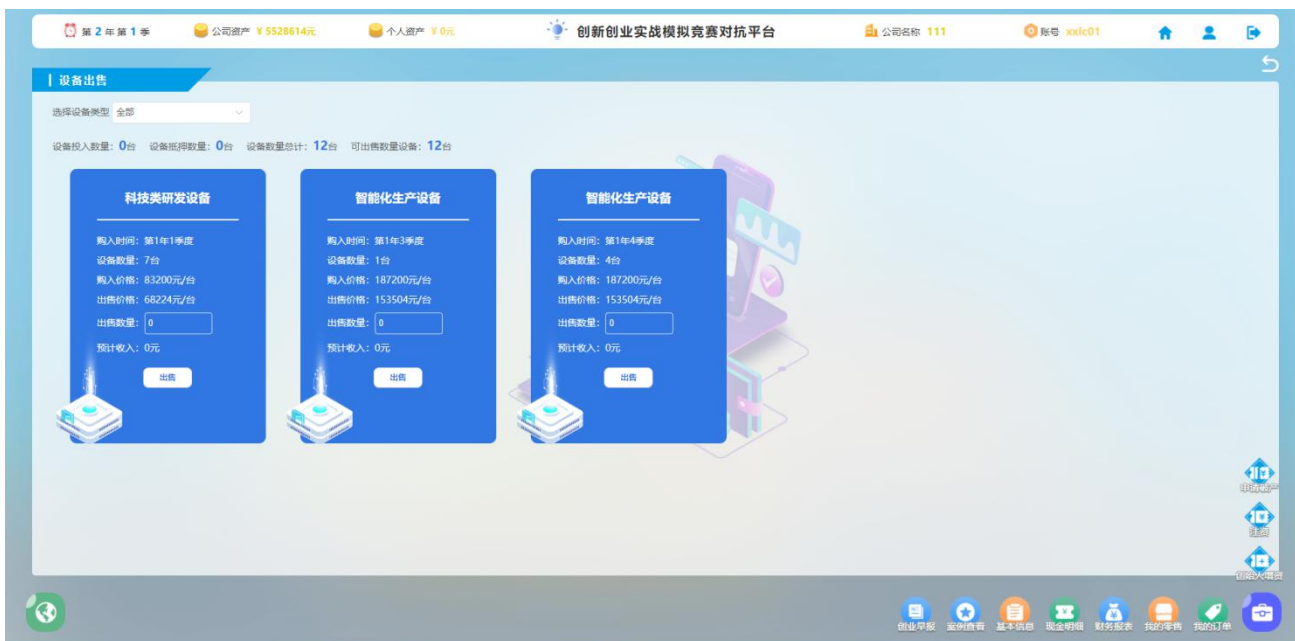 第 2 年 第 1 季 公司资产 ￥5528614元 个人资产 ￥0元 创新创业实战模拟竞赛对抗平台 公司名称 111 账号 xxlc01
设备出售
选择设备类型 全部
设备投入数量：0台 设备抵押数量：0台 设备数量总计：12台 可出售数量设备：12台
科技类研发设备
购入时间：第1年1季度
设备数量：7台
购入价格：83200元/台
出售价格：68224元/台
出售数量：0
预计收入：0元
出售
智能化生产设备
购入时间：第1年3季度
设备数量：1台
购入价格：187200元/台
出售价格：153504元/台
出售数量：0
预计收入：0元
出售
智能化生产设备
购入时间：第1年4季度
设备数量：4台
购入价格：187200元/台
出售价格：153504元/台
出售数量：0
预计收入：0元
出售
申请破产
注资
创始人增资
创业早报 案例查看 基本信息 现金明细 财务报表 我的零售 我的订单